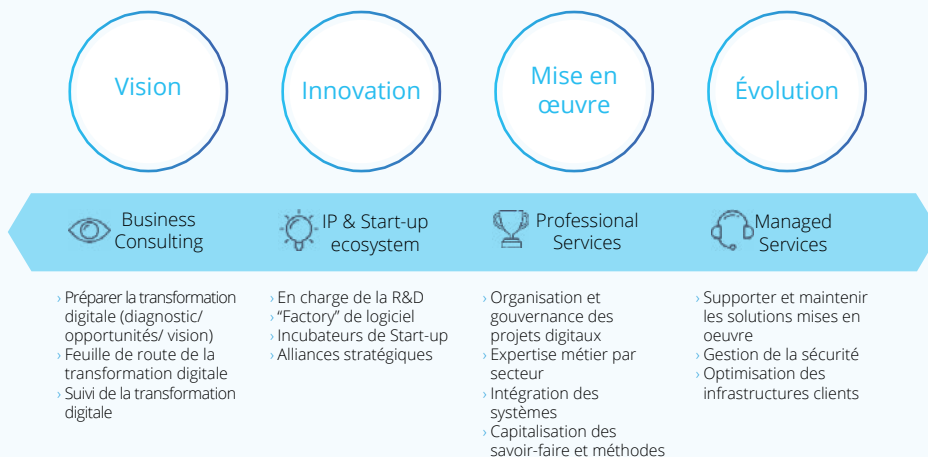 Vision
Innovation
Mise en
œuvre
Évolution
Business
Consulting
IP & Start-up
ecosystem
Professional
Services
Managed
Services
› Préparer la transformation
digitale (diagnostic/
opportunités/ vision)
› Feuille de route de la
transformation digitale
› Suivi de la transformation
digitale
› En charge de la R&D
› “Factory” de logiciel
› Incubateurs de Start-up
› Alliances stratégiques
› Organisation et
gouvernance des
projets digitaux
› Expertise métier par
secteur
› Intégration des
systèmes
› Capitalisation des
savoir-faire et méthodes
› Supporter et maintenir
les solutions mises en
oeuvre
› Gestion de la sécurité
› Optimisation des
infrastructures clients